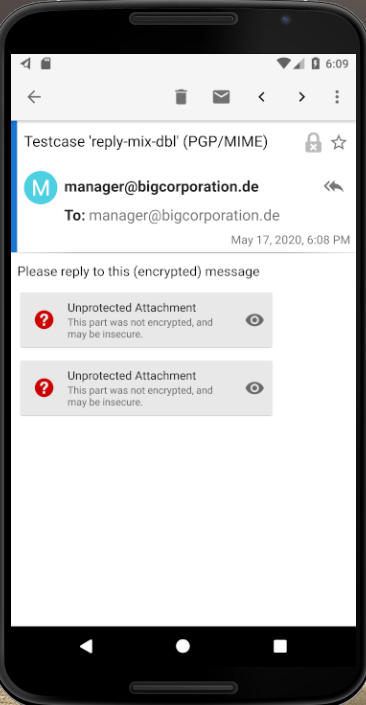 6:09
Testcase 'reply-mix-dbl' (PGP/MIME)
M
manager@bigcorporation.de
To: manager@bigcorporation.de
May 17, 2020, 6:08 PM
Please reply to this (encrypted) message
Unprotected Attachment
This part was not encrypted, and
may be insecure.
Unprotected Attachment
This part was not encrypted, and
may be insecure.